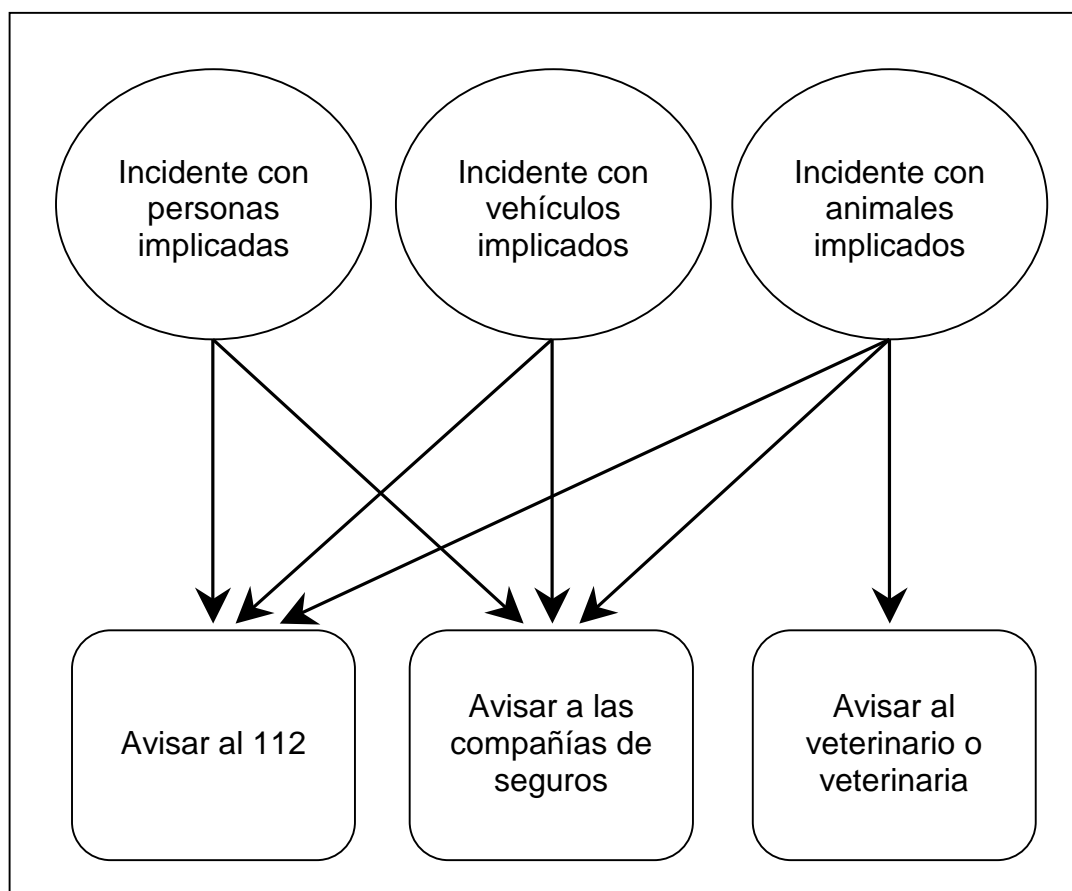 Incidente con
personas
implicadas
Incidente con
vehículos
implicados
Incidente con
animales
implicados
Avisar al 112
Avisar a las
compañías de
seguros
Avisar al
veterinario o
veterinaria